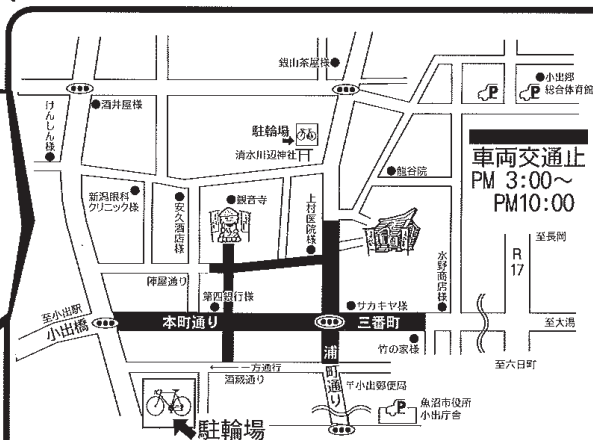 鏡山茶屋様
小出郷
総合体育館
P
P
酒井屋様
けんしん様
駐輪場
清水川辺神社
車両交通止
PM 3:00〜
PM10:00
龍谷院
新潟眼科
クリニック様
安久酒店様
観音寺
上村医院様
水野商店様
至長岡
R
17
陣屋通り
第四銀行様
サカキヤ様
至小出駅
小出橋
本町通り
三番町
至大湯
竹の家様
浦町通り
一方通行
酒蔵通り
至六日町
〒小出郵便局
P
魚沼市役所
小出庁舎
駐輪場